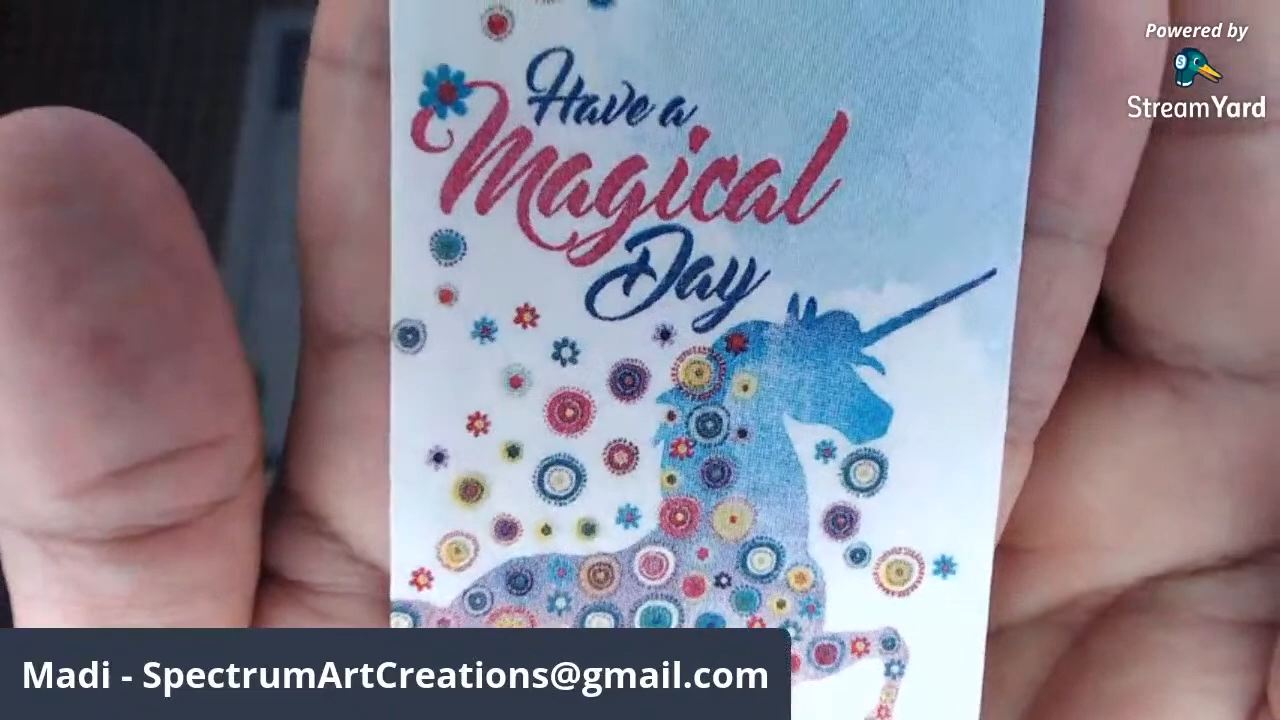 Powered by
StreamYard
Have a
Magical
Day
Madi - SpectrumArtCreations@gmail.com